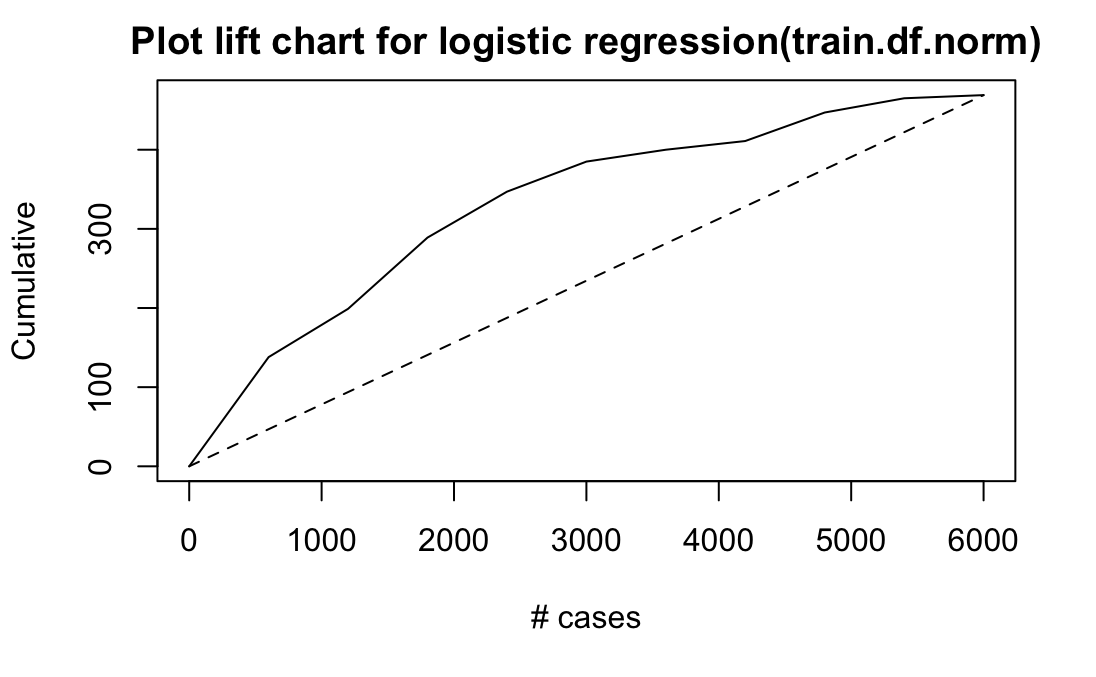 Plot lift chart for logistic regression(train.df.norm)
Cumulative
300
100
0
0 1000 2000 3000 4000 5000 6000
# cases